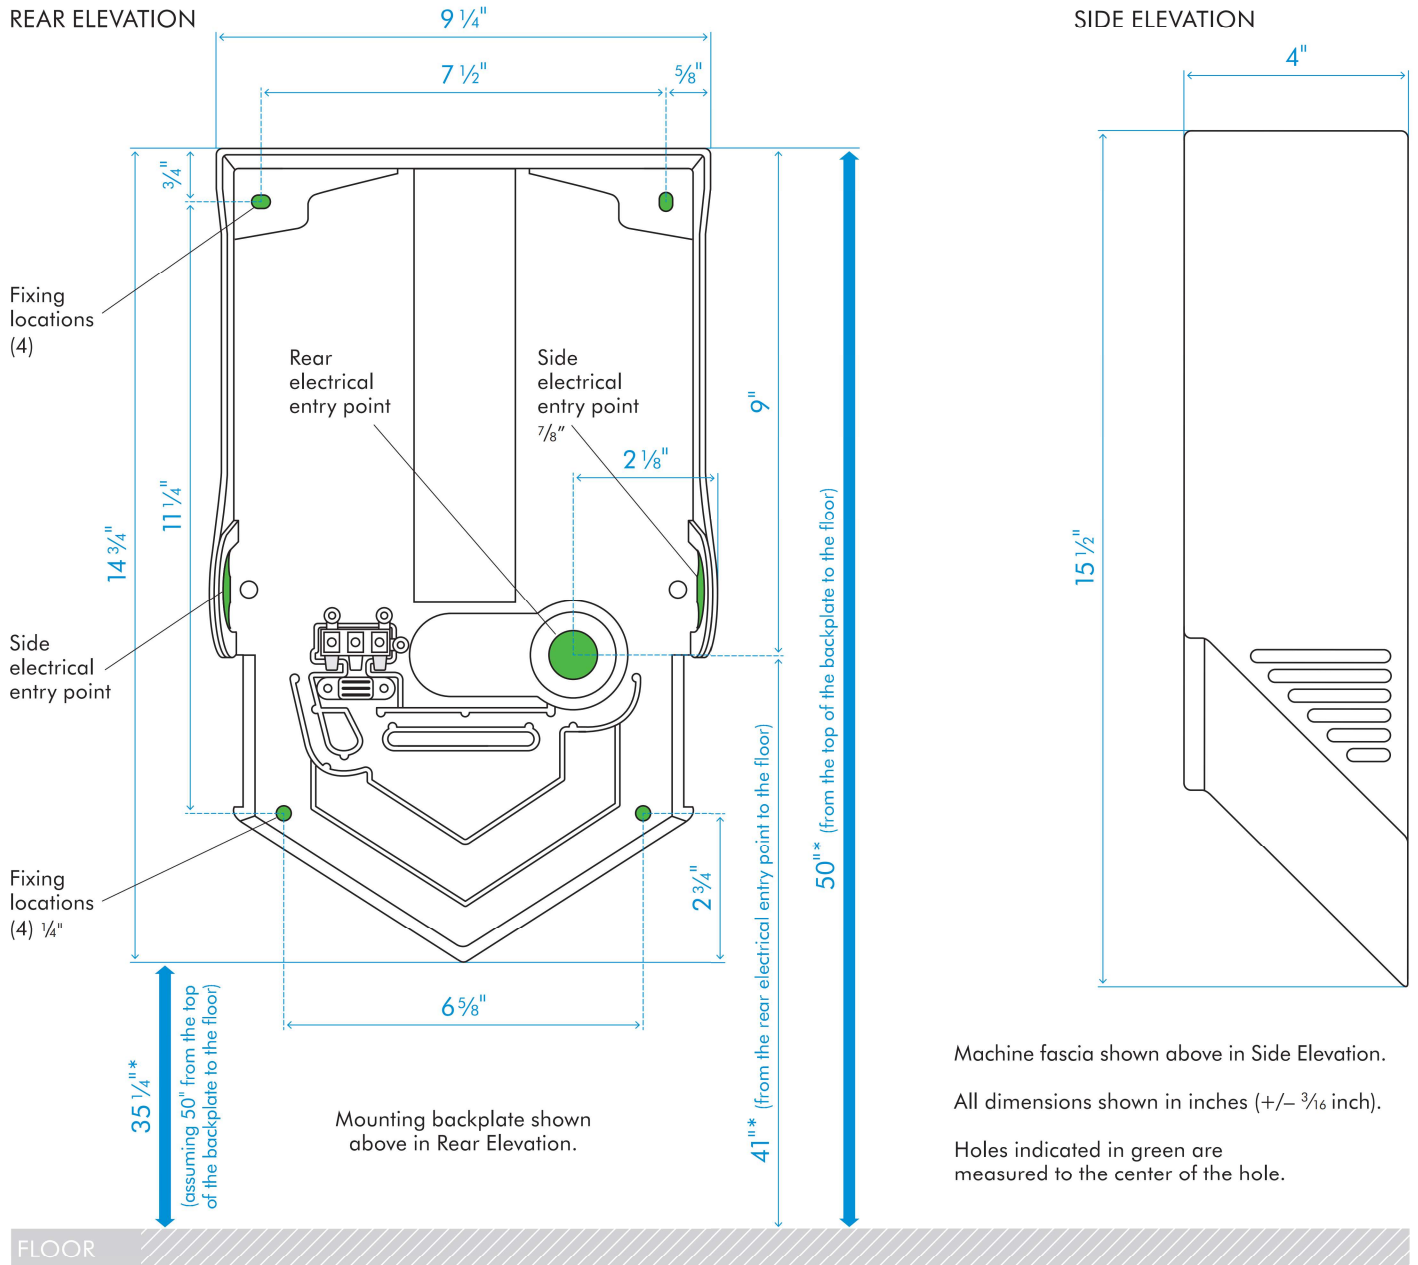 REAR ELEVATION
SIDE ELEVATION
9 ¼"
4"
7 ½"
⅝"
¾"
Fixing
locations
(4)
Rear
electrical
entry point
Side
electrical
entry point
⅞”
9"
2 ⅛"
11 ¼"
14 ¾"
15 ½"
50"* (from the top of the backplate to the floor)
Side
electrical
entry point
41"* (from the rear electrical entry point to the floor)
Fixing
locations
(4) ¼"
2 ¾"
6 ⅝"
35 ¼"*
(assuming 50" from the top
of the backplate to the floor)
Mounting backplate shown
above in Rear Elevation.
Machine fascia shown above in Side Elevation.
All dimensions shown in inches (+/– 3⁄16 inch).
Holes indicated in green are
measured to the center of the hole.
FLOOR